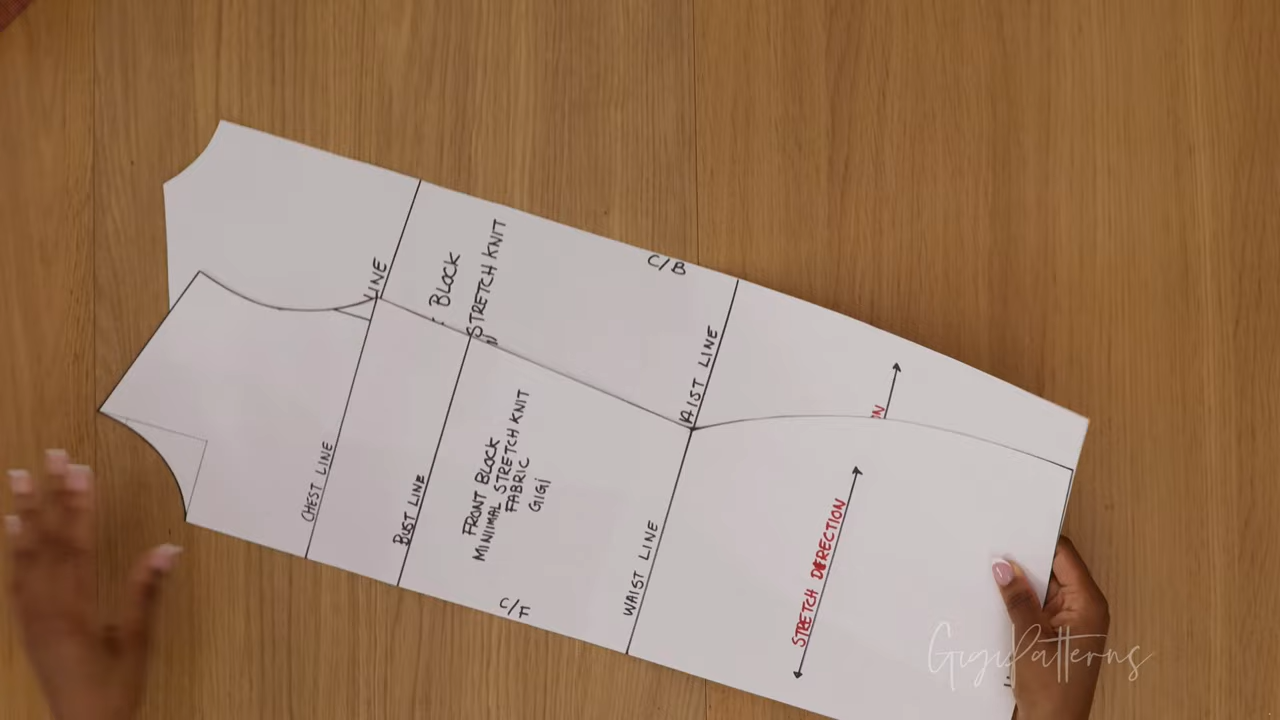 LINE
BLOCK
STRETCH KNIT
C/B
WAIST LINE
CHEST LINE
BUST LINE
FRONT BLOCK
MINIMAL STRETCH KNIT
FABRIC
GIGI
C/F
WAIST LINE
STRETCH DIRECTION
GigiPatterns